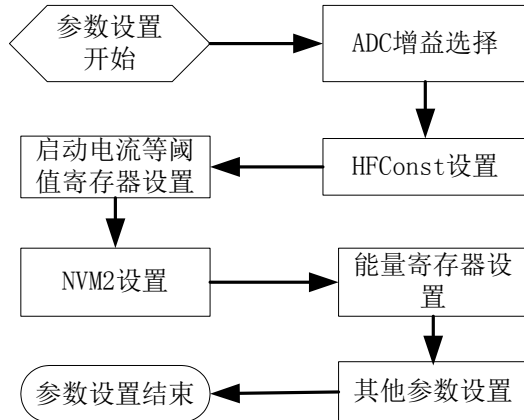 参数设置
开始
ADC增益选择
HFConst设置
启动电流等阈
值寄存器设置
NVM2设置
能量寄存器设
置
其他参数设置
参数设置结束